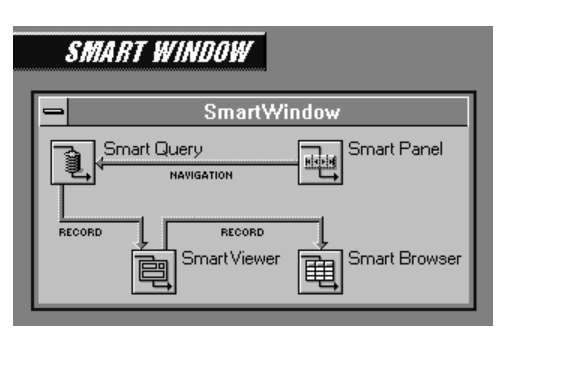 SMART WINDOW
SmartWindow
Smart Query
Smart Panel
NAVIGATION
RECORD
RECORD
SmartViewer
Smart Browser